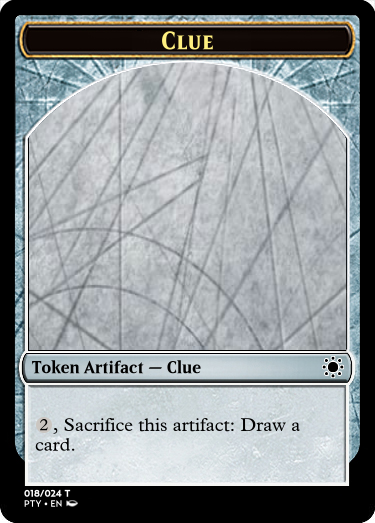 Clue
Token Artifact — Clue
2, Sacrifice this artifact: Draw a
card.
018/024 T
PTY • EN